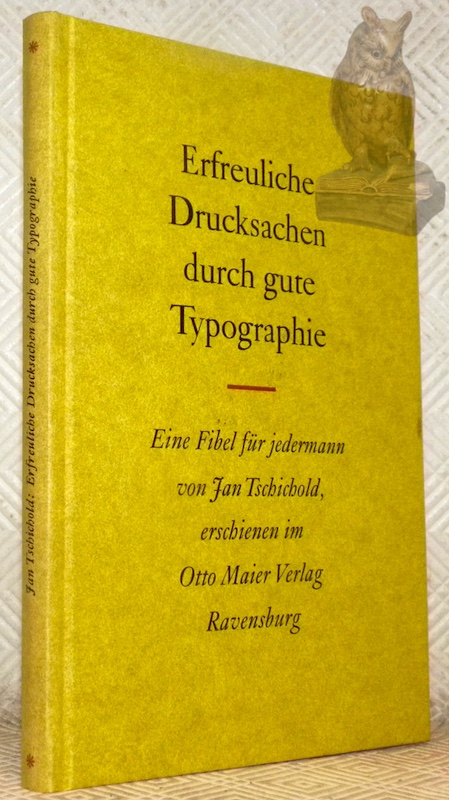 Erfreuliche
Drucksachen
durch gute
Typographie
Eine Fibel für jedermann
von Jan Tschichold,
erschienen im
Otto Maier Verlag
Ravensburg
* Jan Tschichold: Erfreuliche Drucksachen durch gute Typographie *